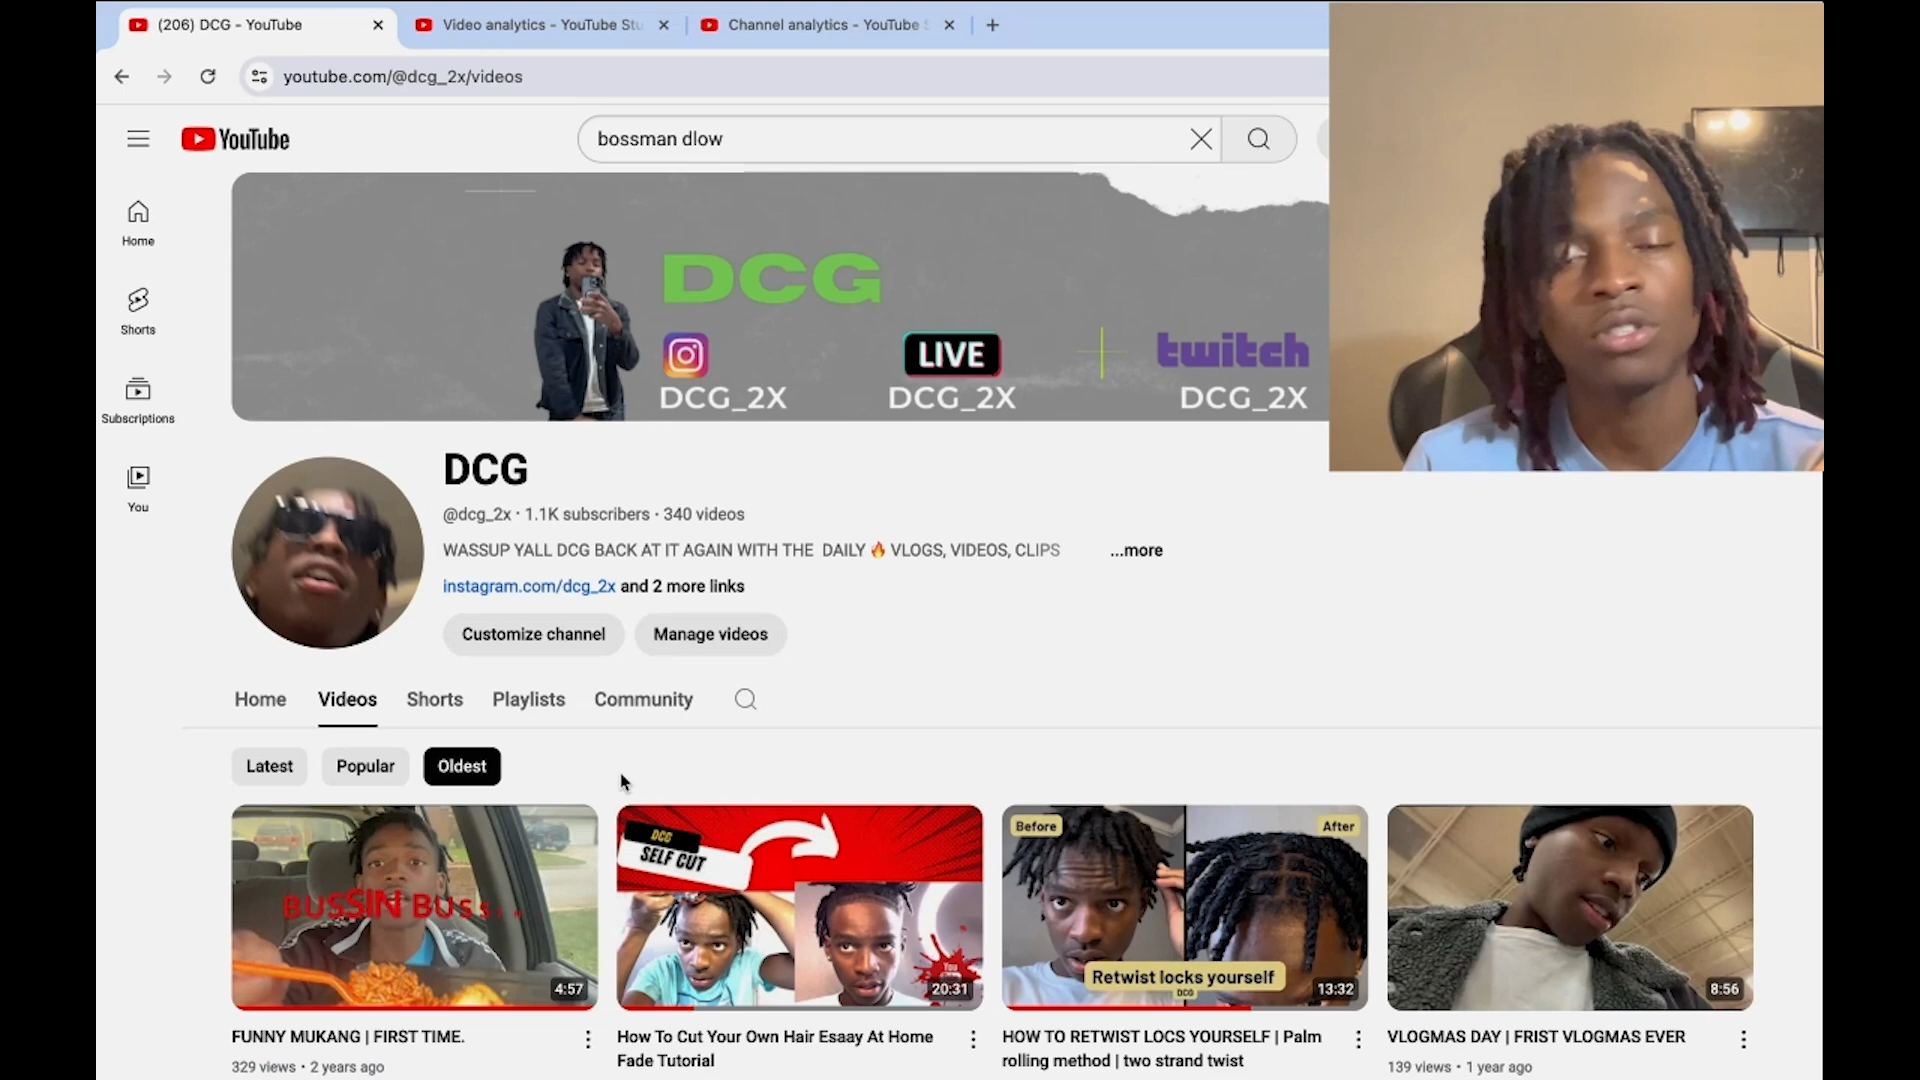 (206) DCG - YouTube
Video analytics - YouTube Stu
Channel analytics - YouTube S
youtube.com/@dcg_2x/videos
YouTube
bossman dlow
Home
Shorts
Subscriptions
You
DCG
LIVE
twitch
DCG_2X
DCG_2X
DCG_2X
DCG
@dcg_2x · 1.1K subscribers · 340 videos
WASSUP YALL DCG BACK AT IT AGAIN WITH THE DAILY 🔥 VLOGS, VIDEOS, CLIPS ...more
instagram.com/dcg_2x and 2 more links
Customize channel
Manage videos
Home
Videos
Shorts
Playlists
Community
Latest
Popular
Oldest
BUSSIN BUSS...
4:57
DCG
SELF CUT
You
20:31
Before
After
Retwist locks yourself
DCG
13:32
8:56
FUNNY MUKANG | FIRST TIME.
329 views · 2 years ago
How To Cut Your Own Hair Esaay At Home
Fade Tutorial
HOW TO RETWIST LOCS YOURSELF | Palm
rolling method | two strand twist
VLOGMAS DAY | FRIST VLOGMAS EVER
139 views · 1 year ago